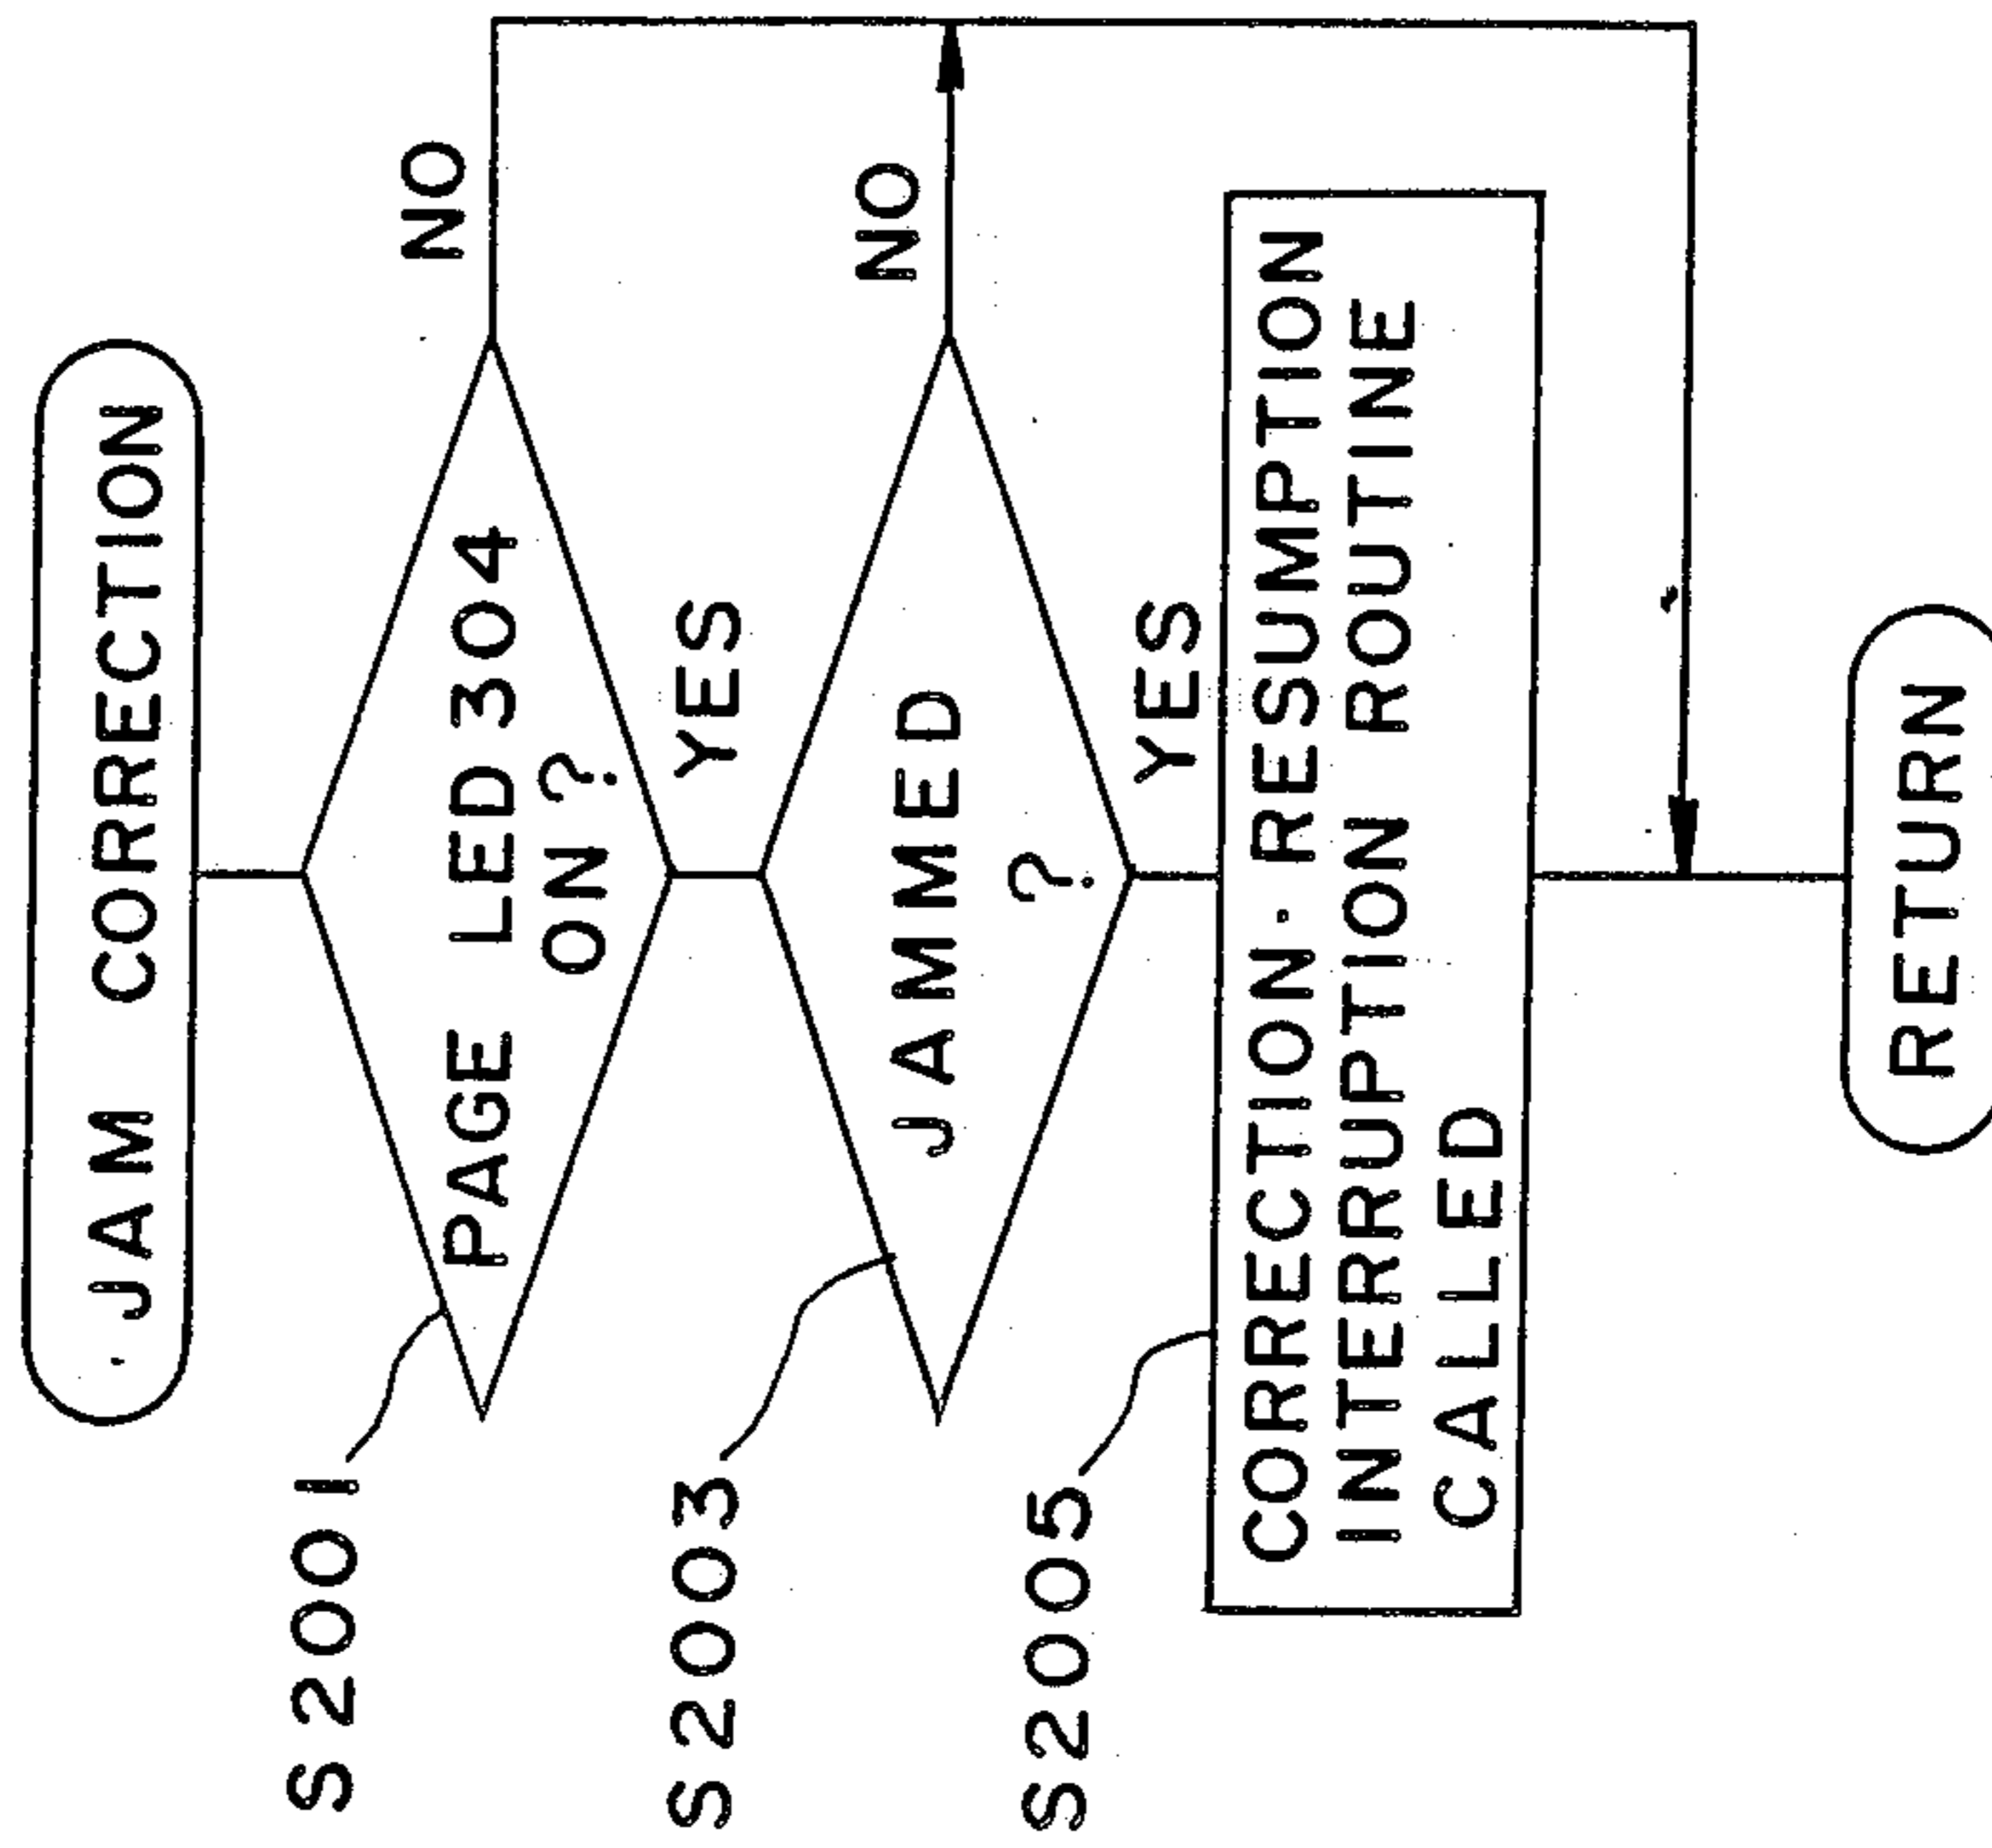 JAM CORRECTION
S2001
PAGE LED 304
ON ?
NO
YES
S2003
JAMMED
?
NO
YES
S2005
CORRECTION·RESUMPTION
INTERRUPTION ROUTINE
CALLED
RETURN